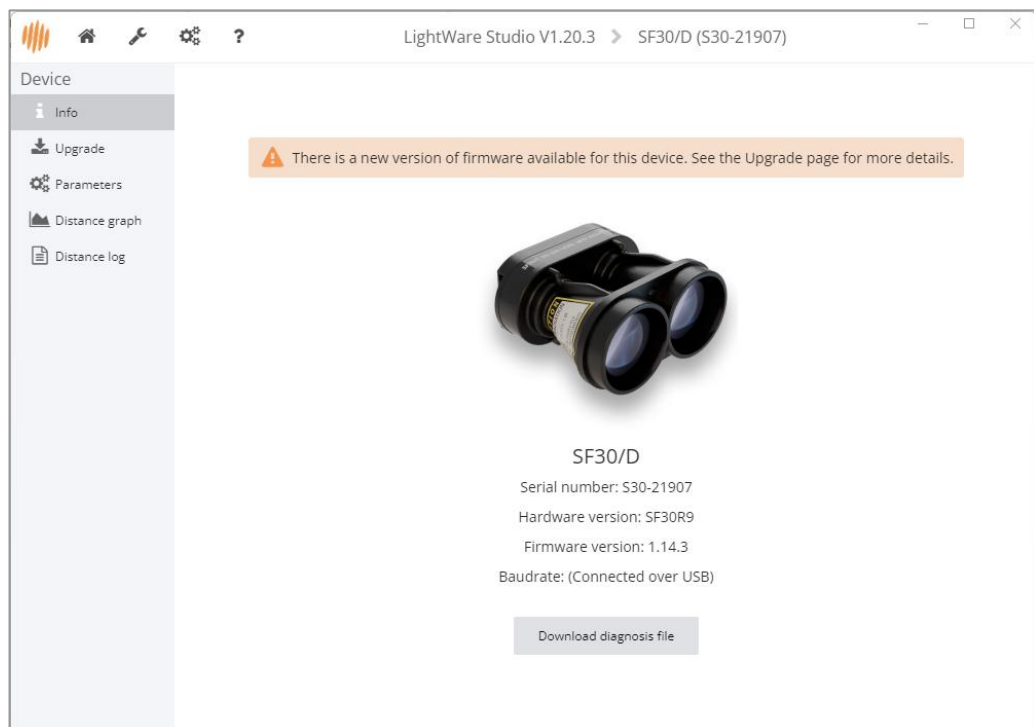 LightWare Studio V1.20.3 > SF30/D (S30-21907)
?
Device
Info
Upgrade
Parameters
Distance graph
Distance log
There is a new version of firmware available for this device. See the Upgrade page for more details.
SF30/D
Serial number: S30-21907
Hardware version: SF30R9
Firmware version: 1.14.3
Baudrate: (Connected over USB)
Download diagnosis file